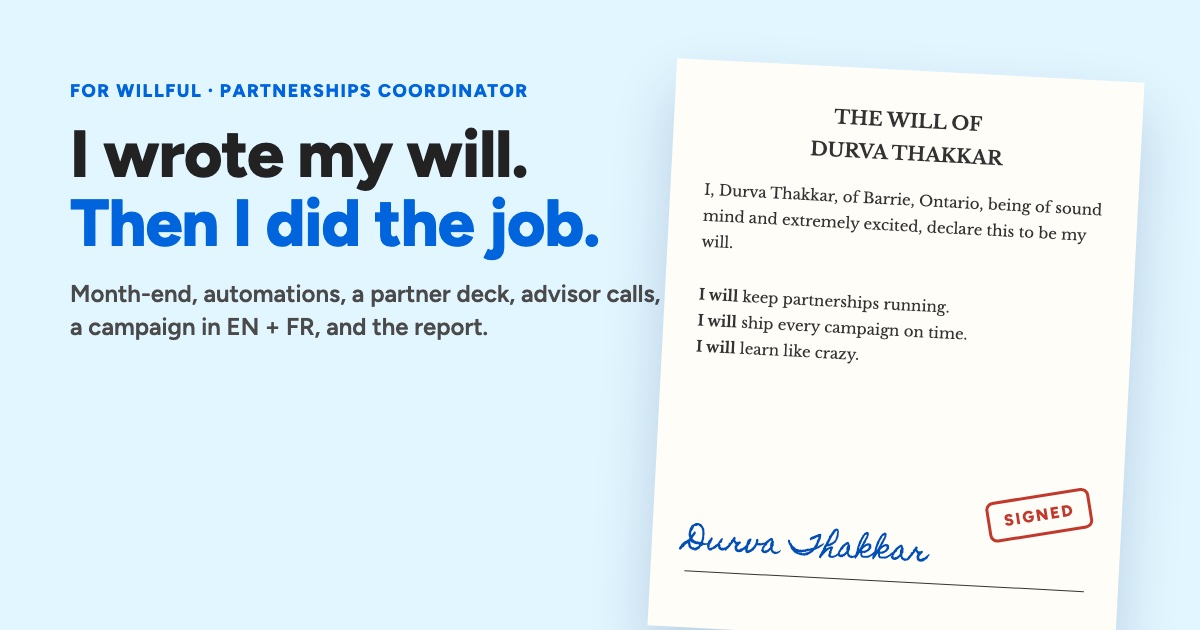 FOR WILLFUL · PARTNERSHIPS COORDINATOR
I wrote my will.
Then I did the job.
Month-end, automations, a partner deck, advisor calls,
a campaign in EN + FR, and the report.
THE WILL OF
DURVA THAKKAR
I, Durva Thakkar, of Barrie, Ontario, being of sound
mind and extremely excited, declare this to be my
will.
I will keep partnerships running.
I will ship every campaign on time.
I will learn like crazy.
SIGNED
Durva Thakkar